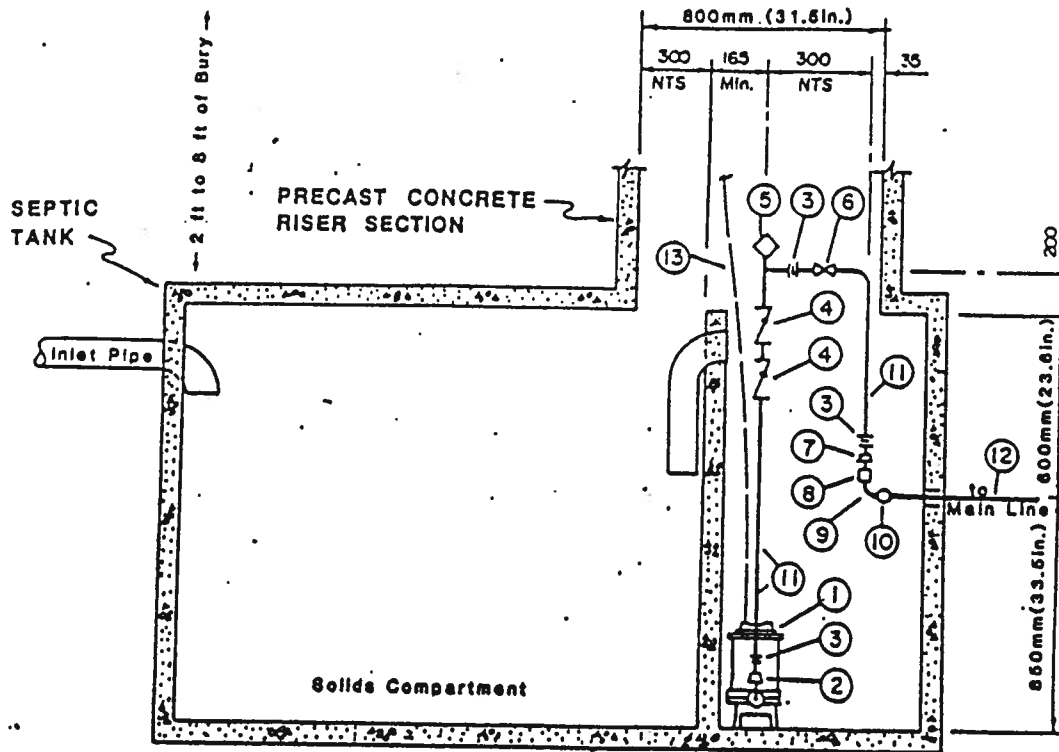 800mm. (31.5in.)
300 165 300 35
NTS Min. NTS
2 ft to 8 ft of Bury
SEPTIC
TANK
PRECAST CONCRETE
RISER SECTION
5 3 6
13
200
4
Inlet Pipe
4
11
3
600mm(23.6in.)
7
12
8
to
Main Line
9
10
11
1
3
850mm(33.5in.)
2
Solids Compartment